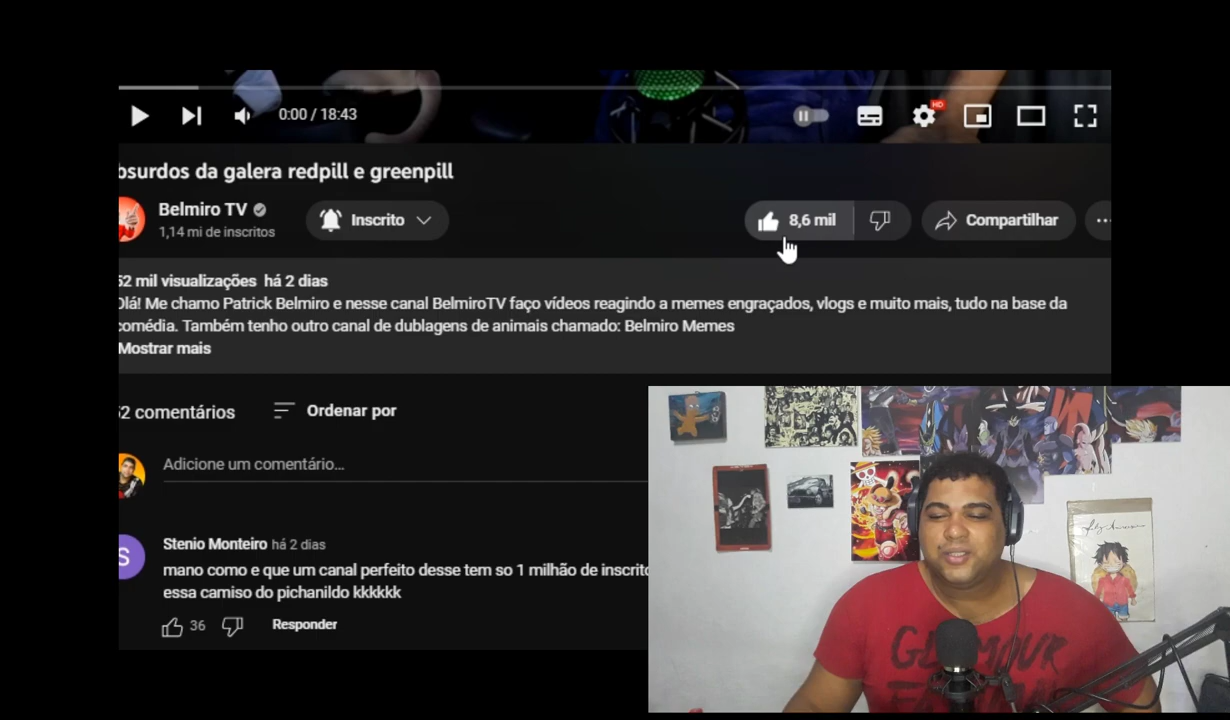 0:00 / 18:43
HD
bsurdos da galera redpill e greenpill
Belmiro TV
1,14 mi de inscritos
Inscrito
8,6 mil
Compartilhar
52 mil visualizações há 2 dias
Olá! Me chamo Patrick Belmiro e nesse canal BelmiroTV faço vídeos reagindo a memes engraçados, vlogs e muito mais, tudo na base da
comédia. Também tenho outro canal de dublagens de animais chamado: Belmiro Memes
Mostrar mais
52 comentários
Ordenar por
Adicione um comentário...
S
Stenio Monteiro há 2 dias
mano como e que um canal perfeito desse tem so 1 milhão de inscrito
essa camiso do pichanildo kkkkkk
36
Responder
GLAMOUR